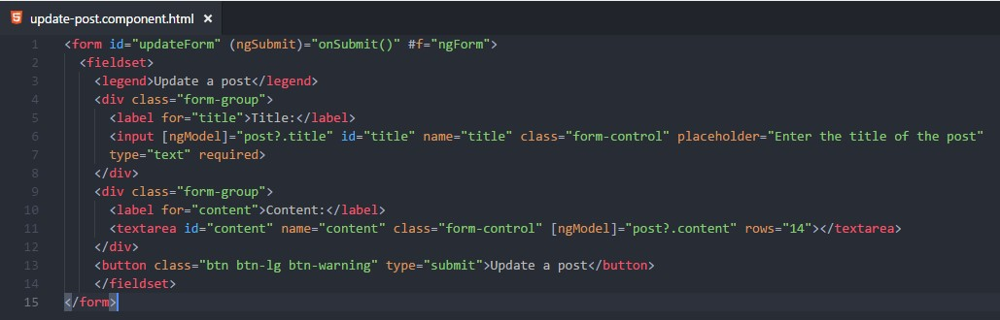 update-post.component.html ×
1 <form id="updateForm" (ngSubmit)="onSubmit()" #f="ngForm">
2 <fieldset>
3 <legend>Update a post</legend>
4 <div class="form-group">
5 <label for="title">Title:</label>
6 <input [ngModel]="post?.title" id="title" name="title" class="form-control" placeholder="Enter the title of the post"
7 type="text" required>
8 </div>
9 <div class="form-group">
10 <label for="content">Content:</label>
11 <textarea id="content" name="content" class="form-control" [ngModel]="post?.content" rows="14"></textarea>
12 </div>
13 <button class="btn btn-lg btn-warning" type="submit">Update a post</button>
14 </fieldset>
15 </form>